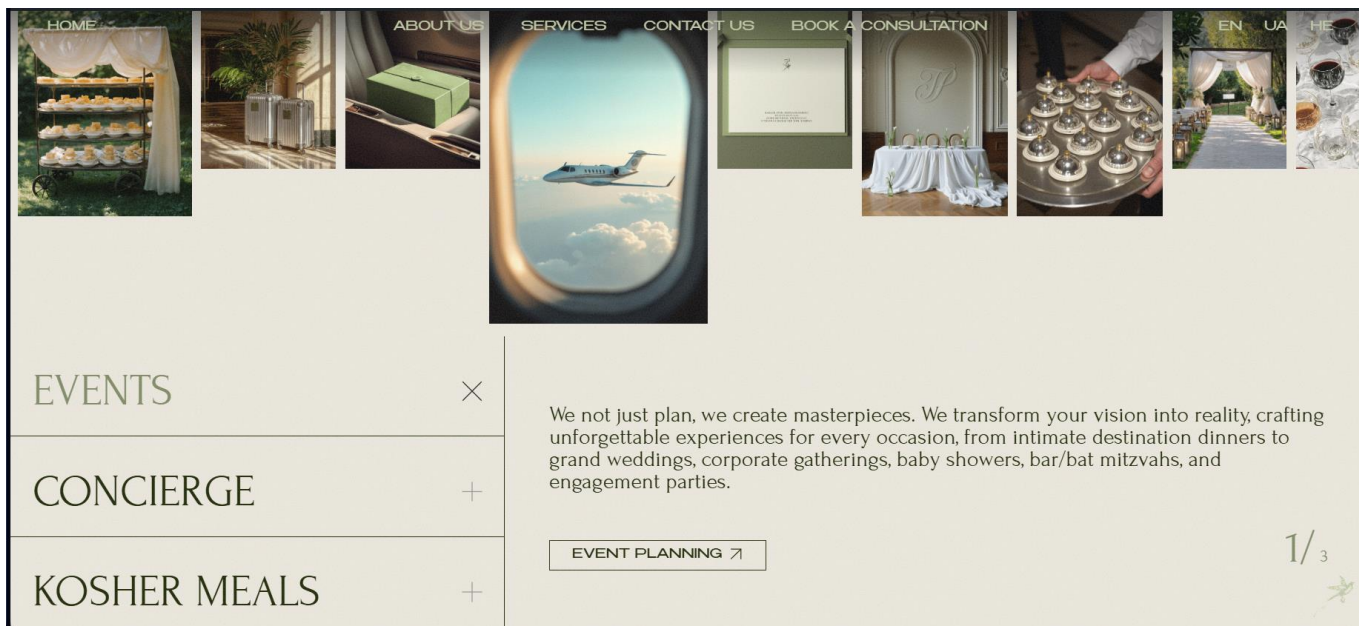 HOME
ABOUT US
SERVICES
CONTACT US
BOOK A CONSULTATION
EN
UA
HE
EVENTS
CONCIERGE
KOSHER MEALS
We not just plan, we create masterpieces. We transform your vision into reality, crafting
unforgettable experiences for every occasion, from intimate destination dinners to
grand weddings, corporate gatherings, baby showers, bar/bat mitzvahs, and
engagement parties.
EVENT PLANNING
1/3